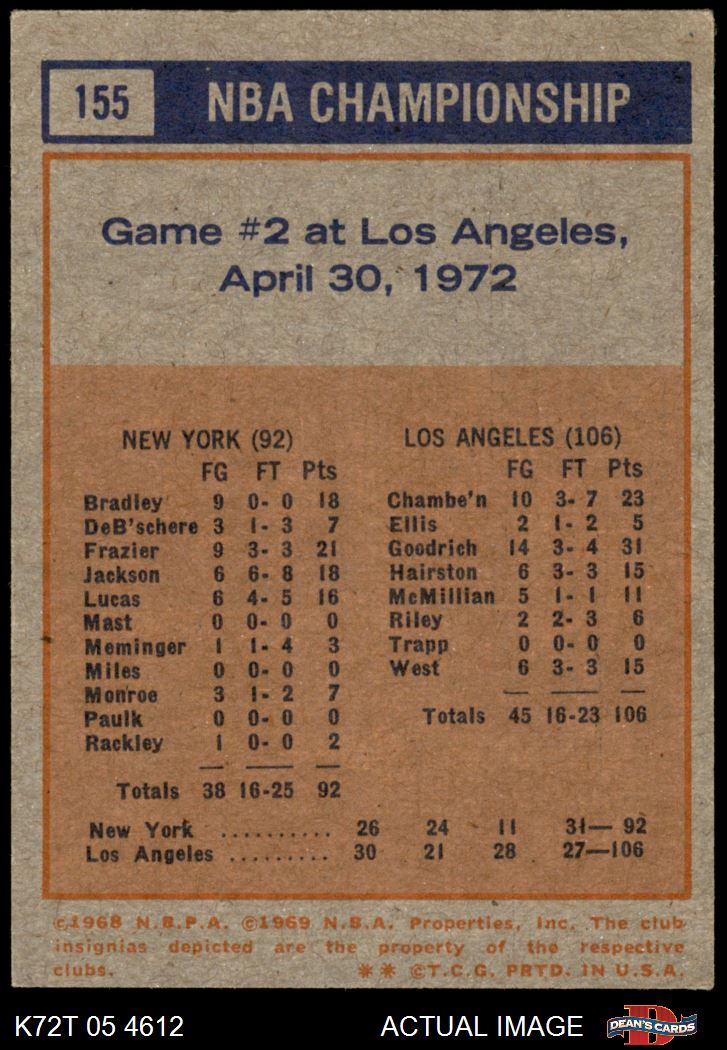 155 NBA CHAMPIONSHIP
Game #2 at Los Angeles,
April 30, 1972
NEW YORK (92)
FG FT Pts
Bradley 9 0- 0 18
DeB'schere 3 1- 3 7
Frazier 9 3- 3 21
Jackson 6 6- 8 18
Lucas 6 4- 5 16
Mast 0 0- 0 0
Meminger 1 1- 4 3
Miles 0 0- 0 0
Monroe 3 1- 2 7
Paulk 0 0- 0 0
Rackley 1 0- 0 2
Totals 38 16-25 92
LOS ANGELES (106)
FG FT Pts
Chambe'n 10 3- 7 23
Ellis 2 1- 2 5
Goodrich 14 3- 4 31
Hairston 6 3- 3 15
McMillian 5 1- 1 11
Riley 2 2- 3 6
Trapp 0 0- 0 0
West 6 3- 3 15
Totals 45 16-23 106
New York .......... 26 24 11 31— 92
Los Angeles ......... 30 21 28 27—106
©1968 N.B.P.A. ©1969 N.B.A. Properties, Inc. The club
insignias depicted are the property of the respective
clubs. ** ©T.C.G. PRTD. IN U.S.A.
K72T 05 4612 ACTUAL IMAGE DEAN'S CARDS